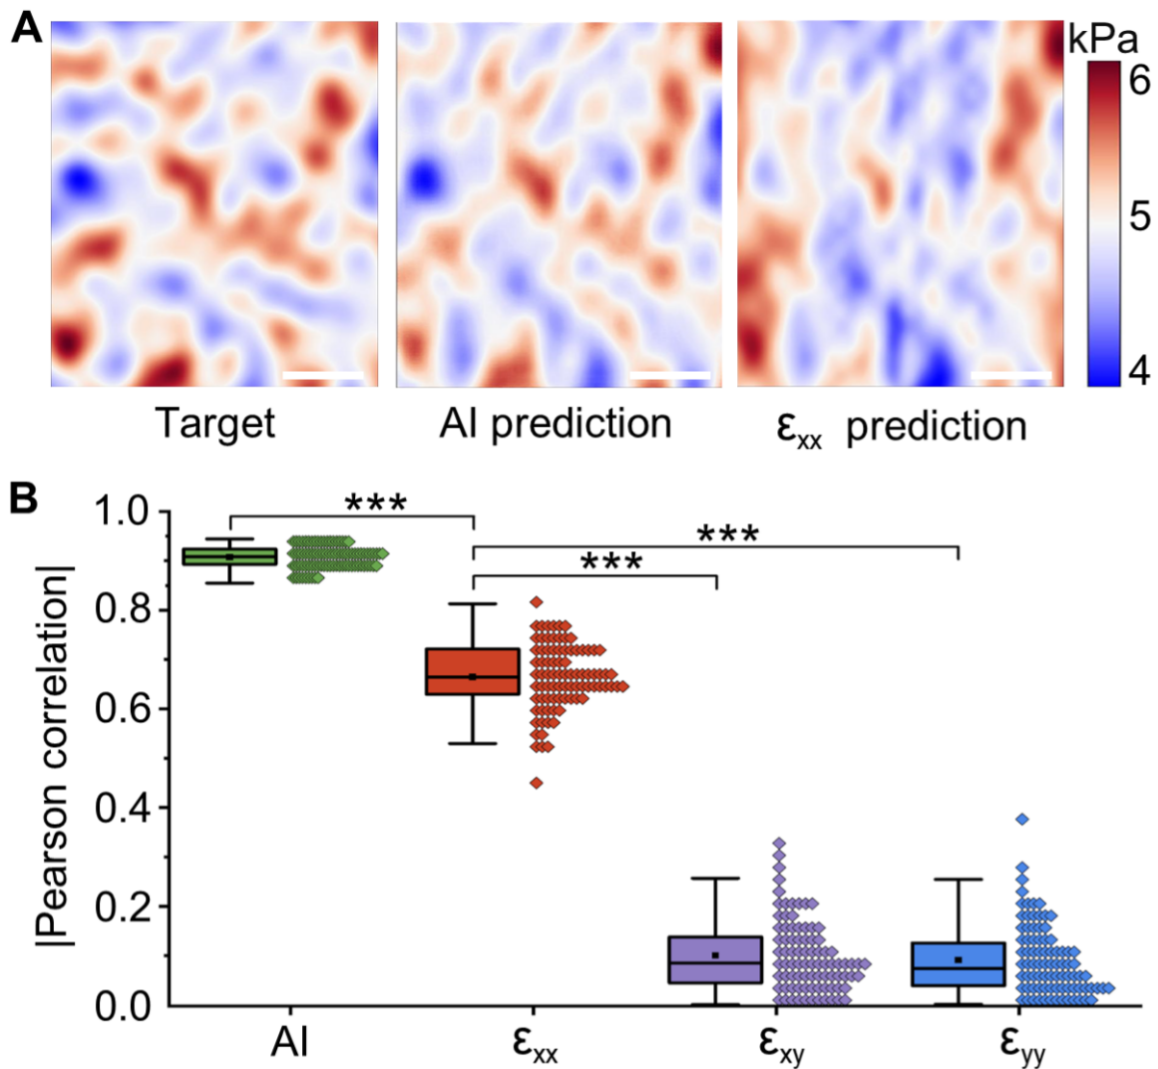 A
kPa
6
5
4
Target
AI prediction
εxx prediction
B
|Pearson correlation|
1.0
0.8
0.6
0.4
0.2
0.0
***
***
***
AI
εxx
εxy
εyy